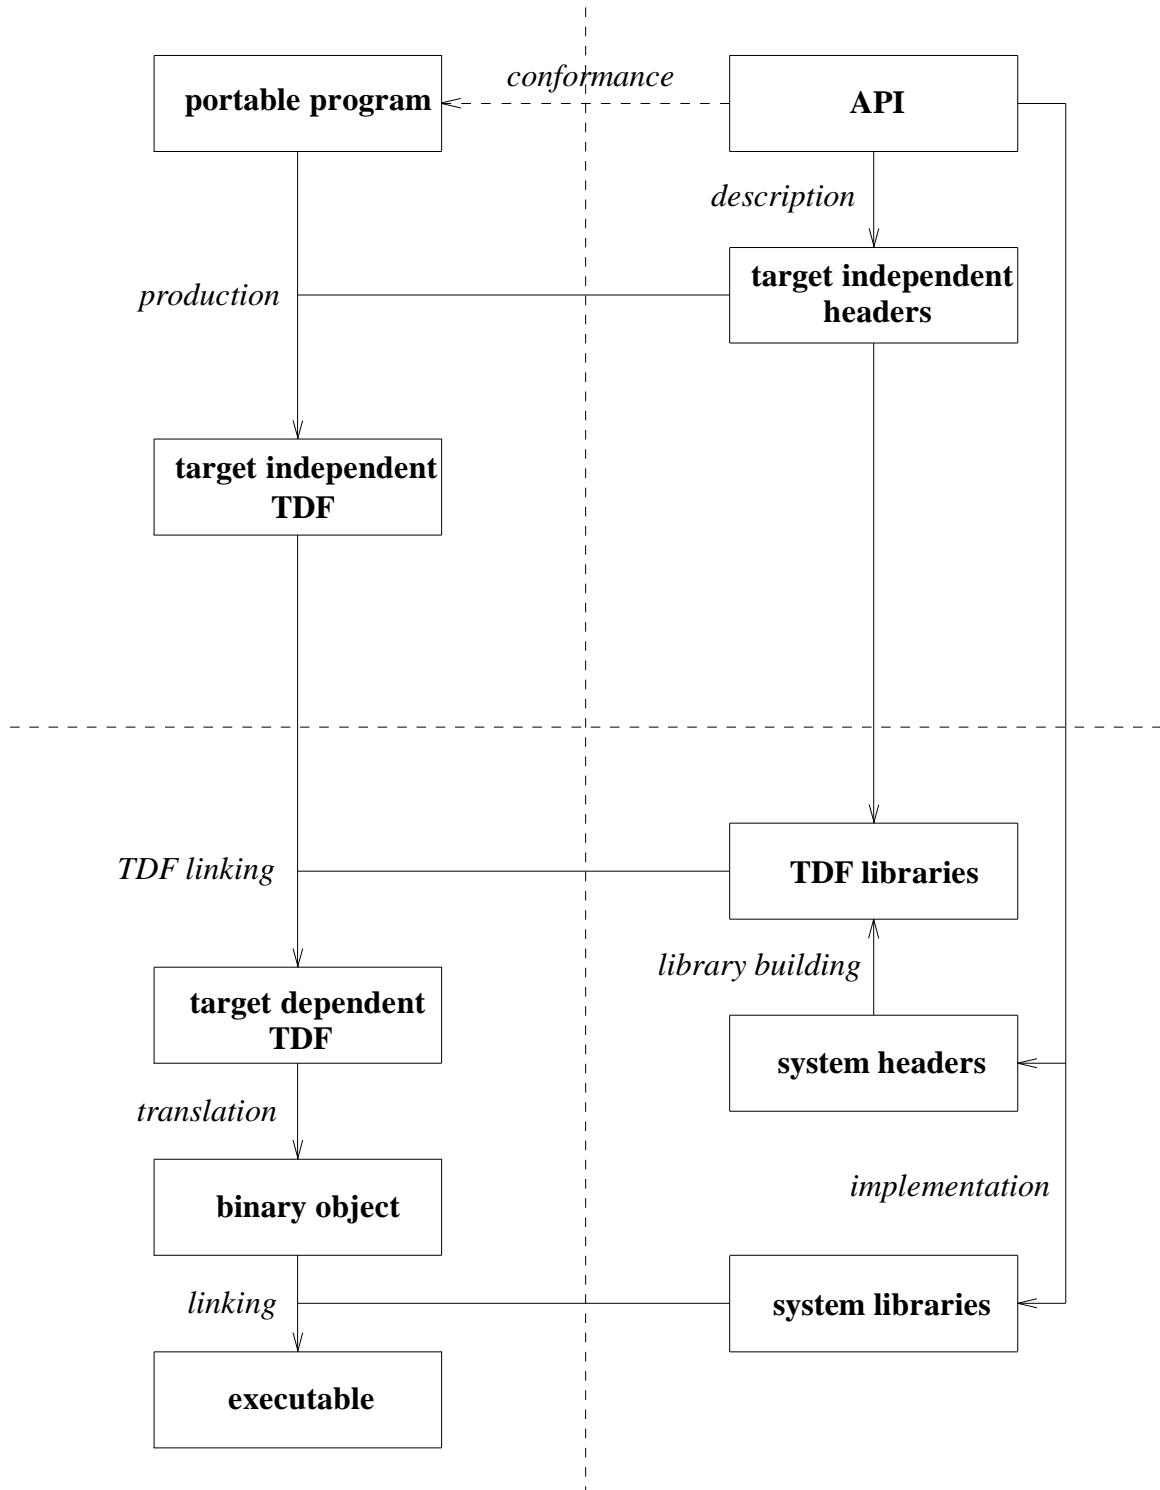 conformance
portable program
API
description
target independent
headers
production
target independent
TDF
TDF linking
TDF libraries
library building
target dependent
TDF
system headers
translation
implementation
binary object
linking
system libraries
executable